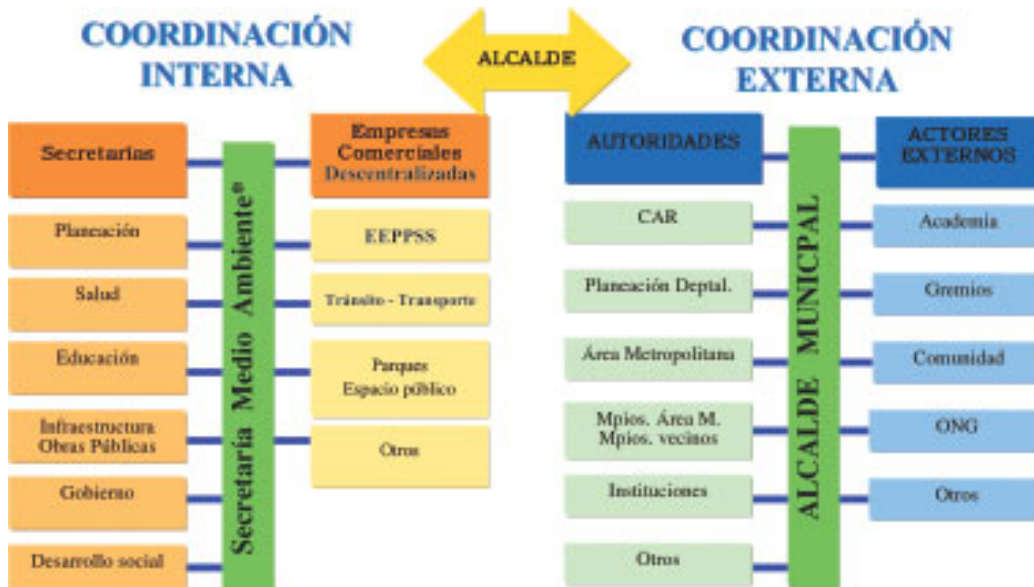 COORDINACIÓN
INTERNA
ALCALDE
COORDINACIÓN
EXTERNA
Secretarías
Empresas
Comerciales
Descentralizadas
Planeación
EEPPSS
Salud
Tránsito - Transporte
Educación
Parques
Espacio público
Infraestructura
Obras Públicas
Otros
Gobierno
Desarrollo social
Secretaría Medio Ambiente*
AUTORIDADES
ACTORES
EXTERNOS
CAR
Academia
Planeación Deptal.
Gremios
Área Metropolitana
Comunidad
Mpios. Área M.
Mpios. vecinos
ONG
Instituciones
Otros
Otros
ALCALDE MUNICPAL